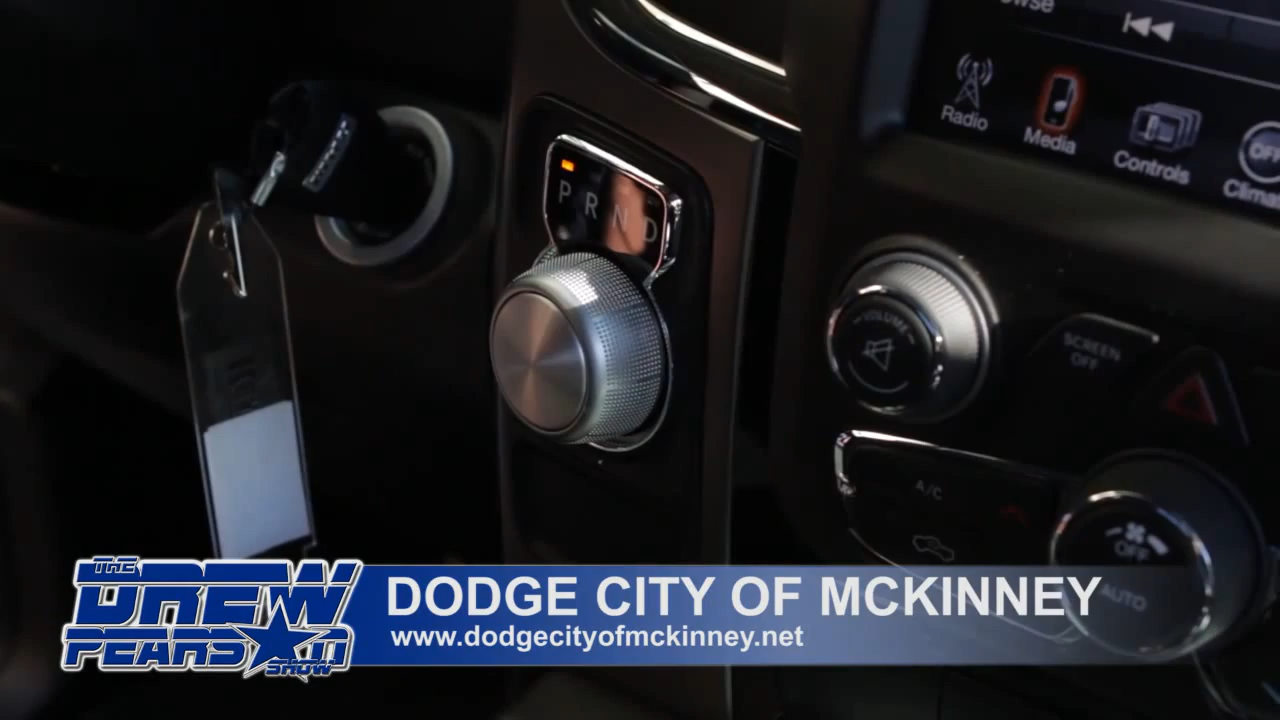 Radio
Media
Controls
OFF
P R N D
VOLUME
SCREEN
OFF
A/C
OFF
AUTO
THE
DREW
PEARSON
SHOW
DODGE CITY OF MCKINNEY
www.dodgecityofmckinney.net